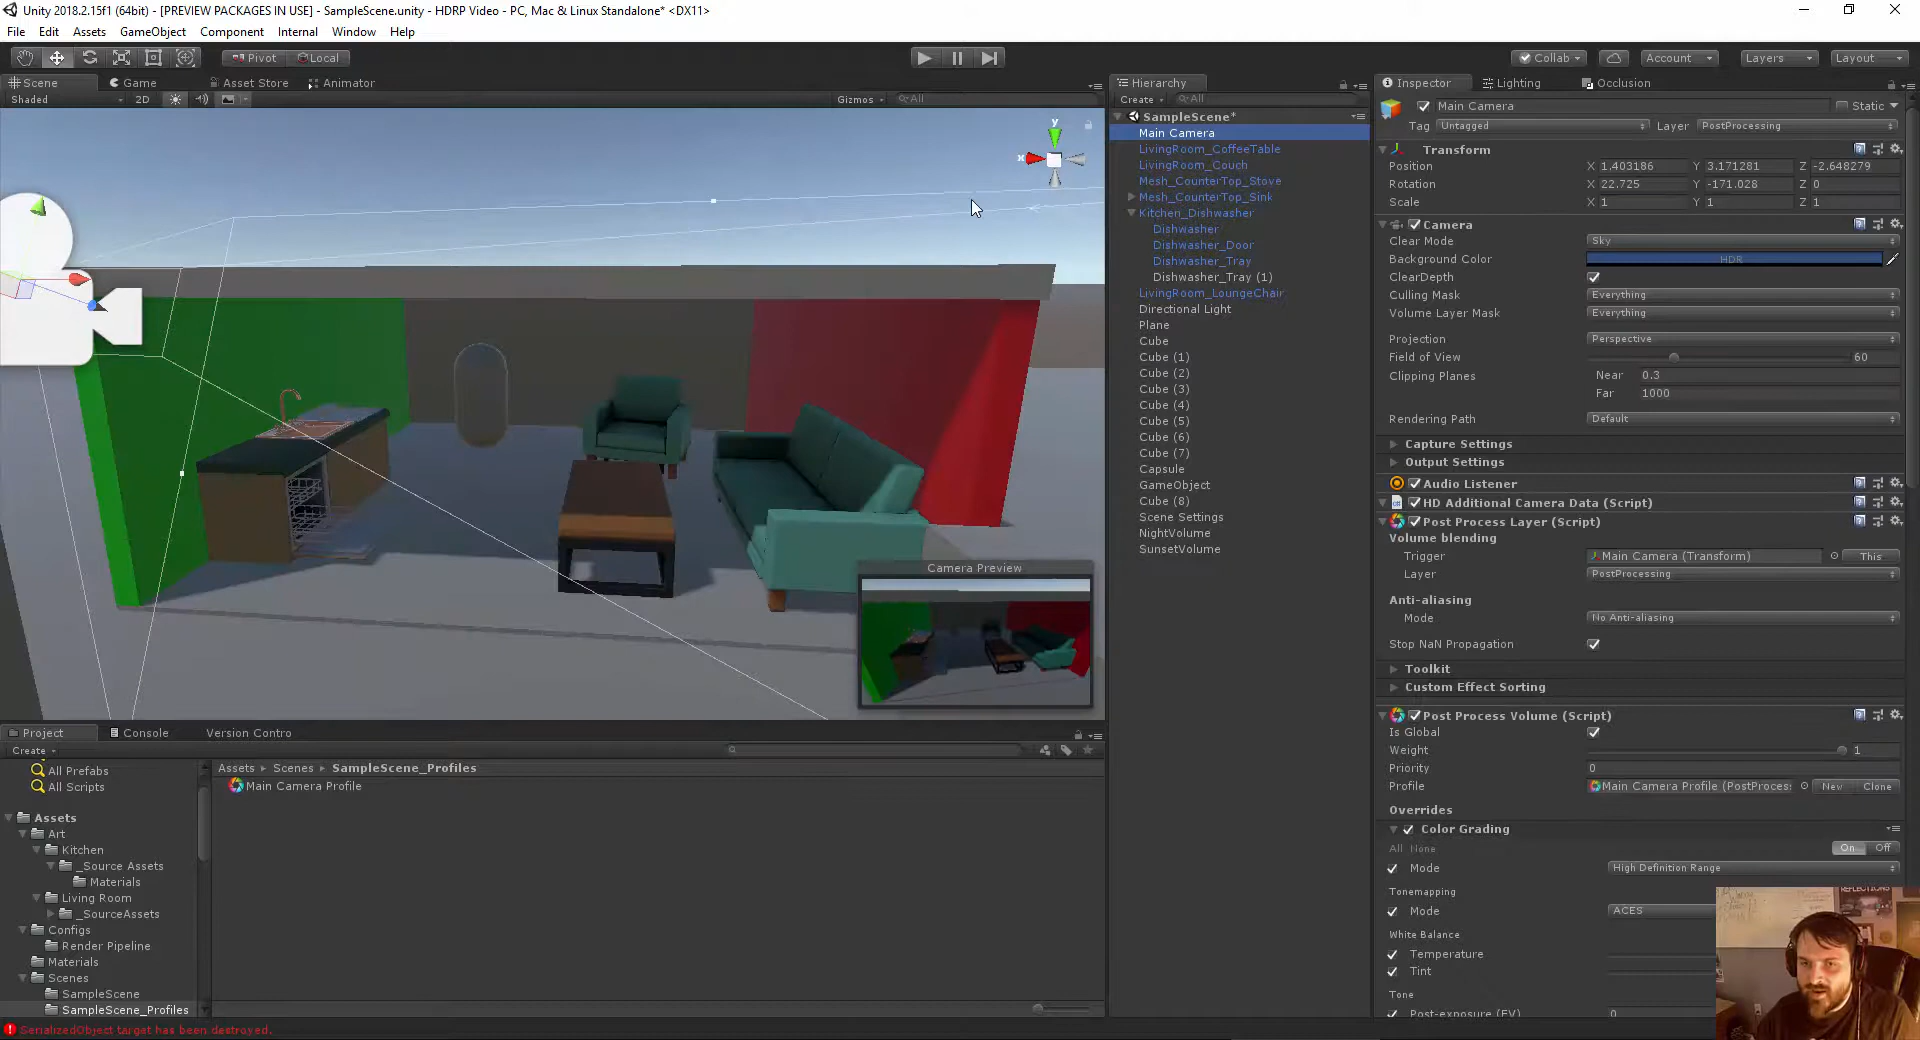 Unity 2018.2.15f1 (64bit) - [PREVIEW PACKAGES IN USE] - SampleScene.unity - HDRP Video - PC, Mac & Linux Standalone* <DX11>
File Edit Assets GameObject Component Internal Window Help
Pivot Local Collab Account Layers Layout
Scene Game Asset Store Animator
Shaded 2D Gizmos All
y
x
Camera Preview
Hierarchy
Create All
SampleScene*
Main Camera
LivingRoom_CoffeeTable
LivingRoom_Couch
Mesh_CounterTop_Stove
Mesh_CounterTop_Sink
Kitchen_Dishwasher
Dishwasher
Dishwasher_Door
Dishwasher_Tray
Dishwasher_Tray (1)
LivingRoom_LoungeChair
Directional Light
Plane
Cube
Cube (1)
Cube (2)
Cube (3)
Cube (4)
Cube (5)
Cube (6)
Cube (7)
Capsule
GameObject
Cube (8)
Scene Settings
NightVolume
SunsetVolume
Inspector Lighting Occlusion
Main Camera Static
Tag Untagged Layer PostProcessing
Transform
Position X 1.403186 Y 3.171281 Z -2.648279
Rotation X 22.725 Y -171.028 Z 0
Scale X 1 Y 1 Z 1
Camera
Clear Mode Sky
Background Color HDR
ClearDepth
Culling Mask Everything
Volume Layer Mask Everything
Projection Perspective
Field of View 60
Clipping Planes Near 0.3
Far 1000
Rendering Path Default
Capture Settings
Output Settings
Audio Listener
HD Additional Camera Data (Script)
Post Process Layer (Script)
Volume blending
Trigger Main Camera (Transform) This
Layer PostProcessing
Anti-aliasing
Mode No Anti-aliasing
Stop NaN Propagation
Toolkit
Custom Effect Sorting
Post Process Volume (Script)
Is Global
Weight 1
Priority 0
Profile Main Camera Profile (PostProces: New Clone
Overrides
Color Grading
All None On Off
Mode High Definition Range
Tonemapping
Mode ACES
White Balance
Temperature
Tint
Tone
Post-exposure (EV) 0
Project Console Version Contro
Create
All Prefabs
All Scripts
Assets
Art
Kitchen
_Source Assets
Materials
Living Room
_SourceAssets
Configs
Render Pipeline
Materials
Scenes
SampleScene
SampleScene_Profiles
Assets Scenes SampleScene_Profiles
Main Camera Profile
SerializedObject target has been destroyed.